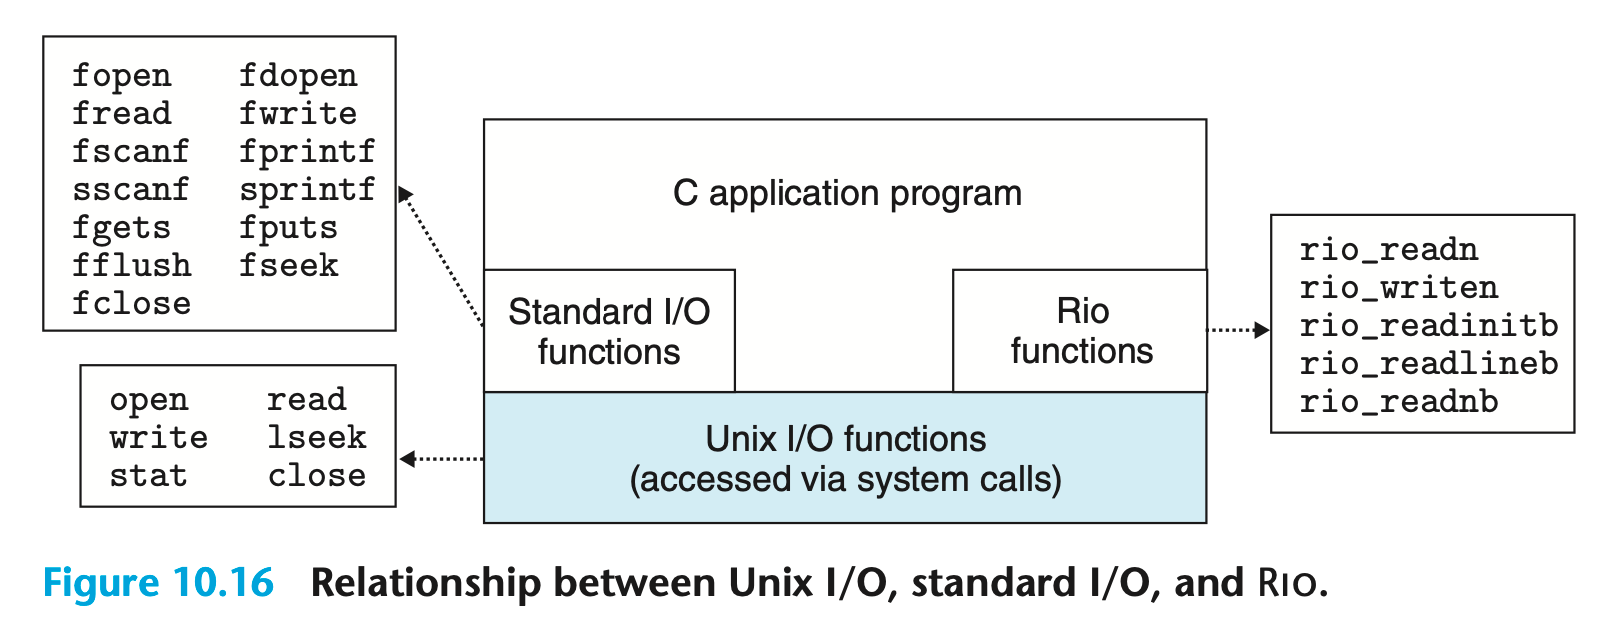 fopen fdopen
fread fwrite
fscanf fprintf
sscanf sprintf
fgets fputs
fflush fseek
fclose
open read
write lseek
stat close
C application program
Standard I/O
functions
Rio
functions
Unix I/O functions
(accessed via system calls)
rio_readn
rio_writen
rio_readinitb
rio_readlineb
rio_readnb
Figure 10.16 Relationship between Unix I/O, standard I/O, and RIO.